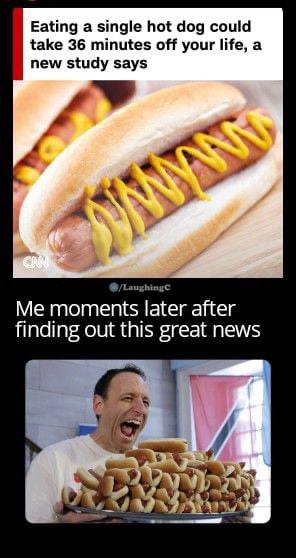 Eating a single hot dog could
take 36 minutes off your life, a
new study says
CNN
/LaughingC
Me moments later after
finding out this great news